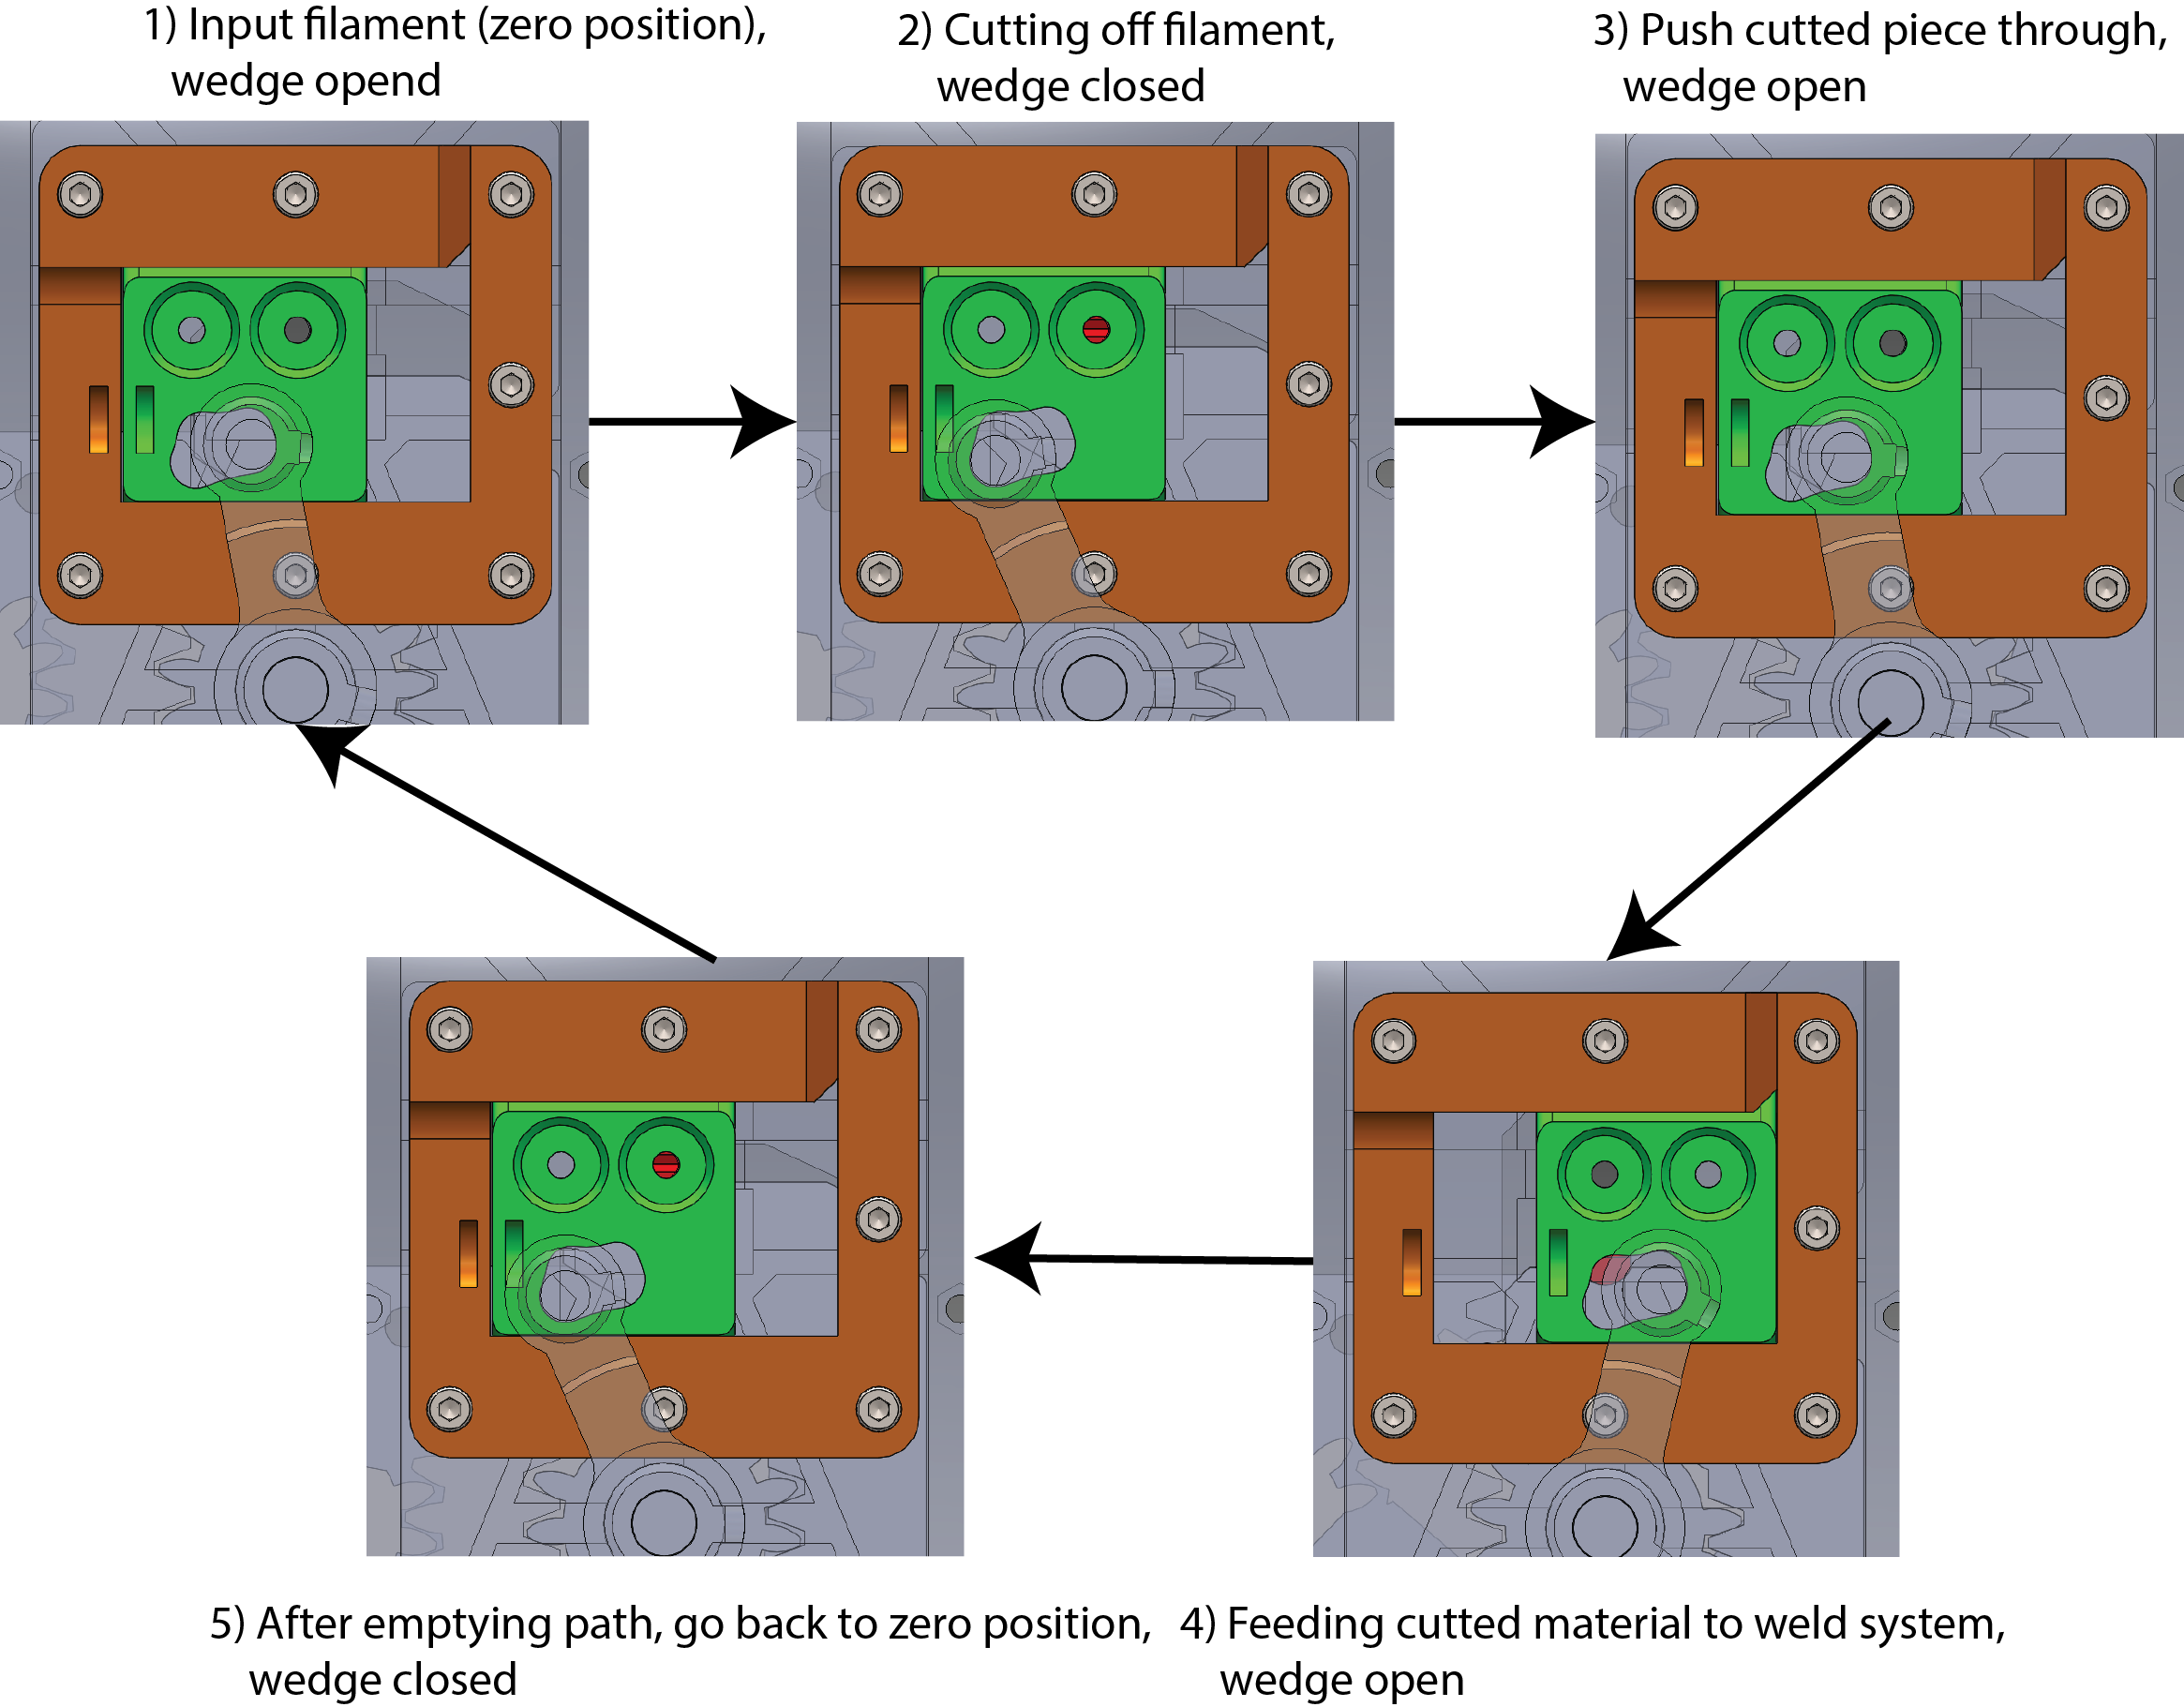 1) Input filament (zero position),
wedge opend
2) Cutting off filament,
wedge closed
3) Push cutted piece through,
wedge open
5) After emptying path, go back to zero position,
wedge closed
4) Feeding cutted material to weld system,
wedge open